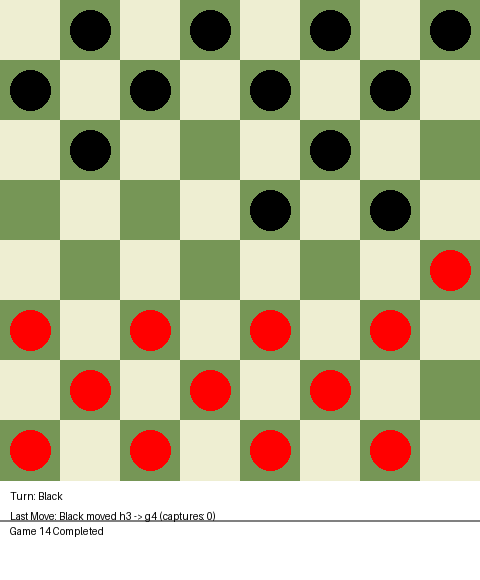 Turn: Black
Last Move: Black moved h3 -> g4 (captures: 0)
Game 14 Completed